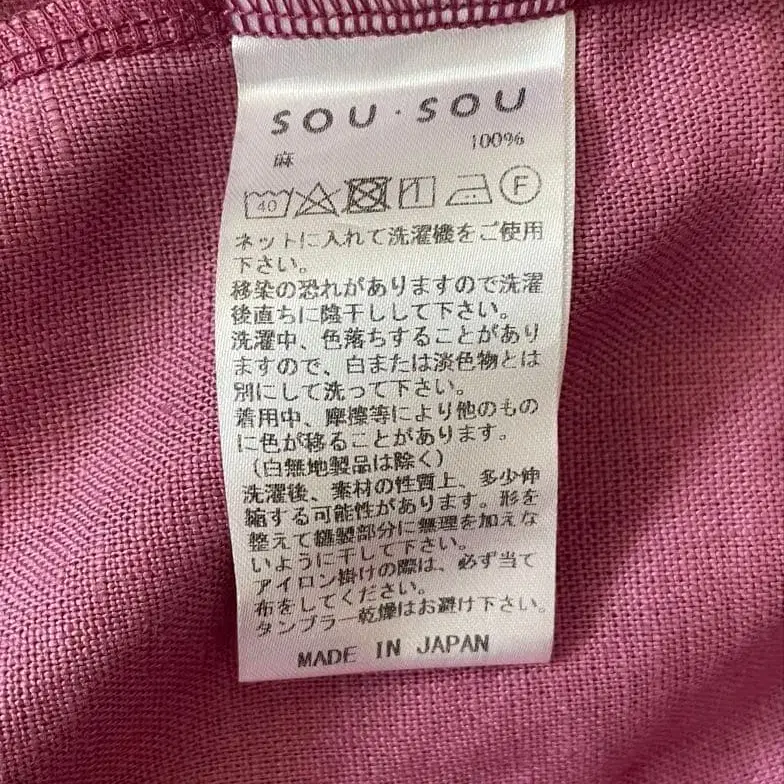 SOU・SOU
麻 100%
40 F
ネットに入れて洗濯機をご使用
下さい。
移染の恐れがありますので洗濯
後直ちに陰干しして下さい。
洗濯中、色落ちすることがあり
ますので、白または淡色物とは
別にして洗って下さい。
着用中、摩擦等により他のもの
に色が移ることがあります。
（白無地製品は除く）
洗濯後、素材の性質上、多少伸
縮する可能性があります。形を
整えて縫製部分に無理を加えな
いように干して下さい。
アイロン掛けの際は、必ず当て
布をしてください。
タンブラー乾燥はお避け下さい。
MADE IN JAPAN